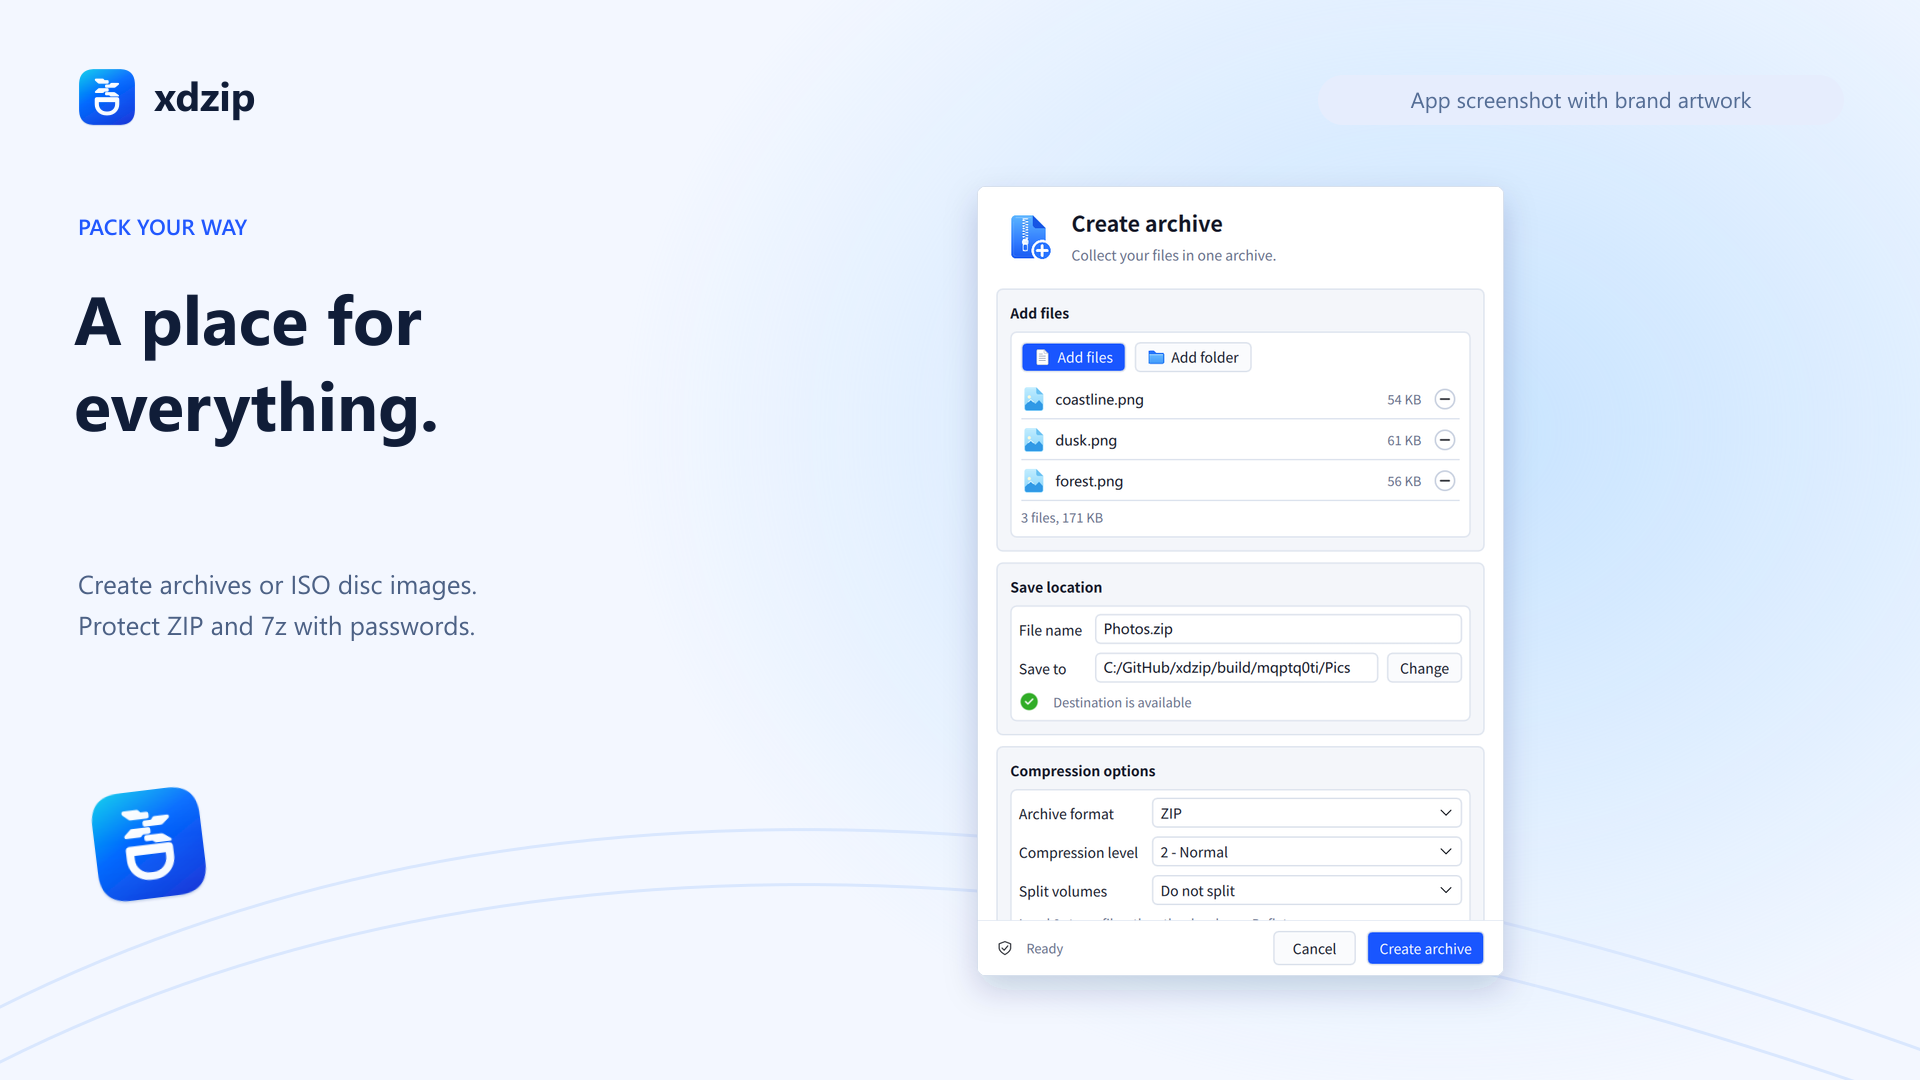 xdzip
App screenshot with brand artwork
PACK YOUR WAY
A place for
everything.
Create archives or ISO disc images.
Protect ZIP and 7z with passwords.
Create archive
Collect your files in one archive.
Add files
Add files
Add folder
coastline.png
54 KB
dusk.png
61 KB
forest.png
56 KB
3 files, 171 KB
Save location
File name
Photos.zip
Save to
C:/GitHub/xdzip/build/mqptq0ti/Pics
Change
Destination is available
Compression options
Archive format
ZIP
Compression level
2 - Normal
Split volumes
Do not split
Ready
Cancel
Create archive